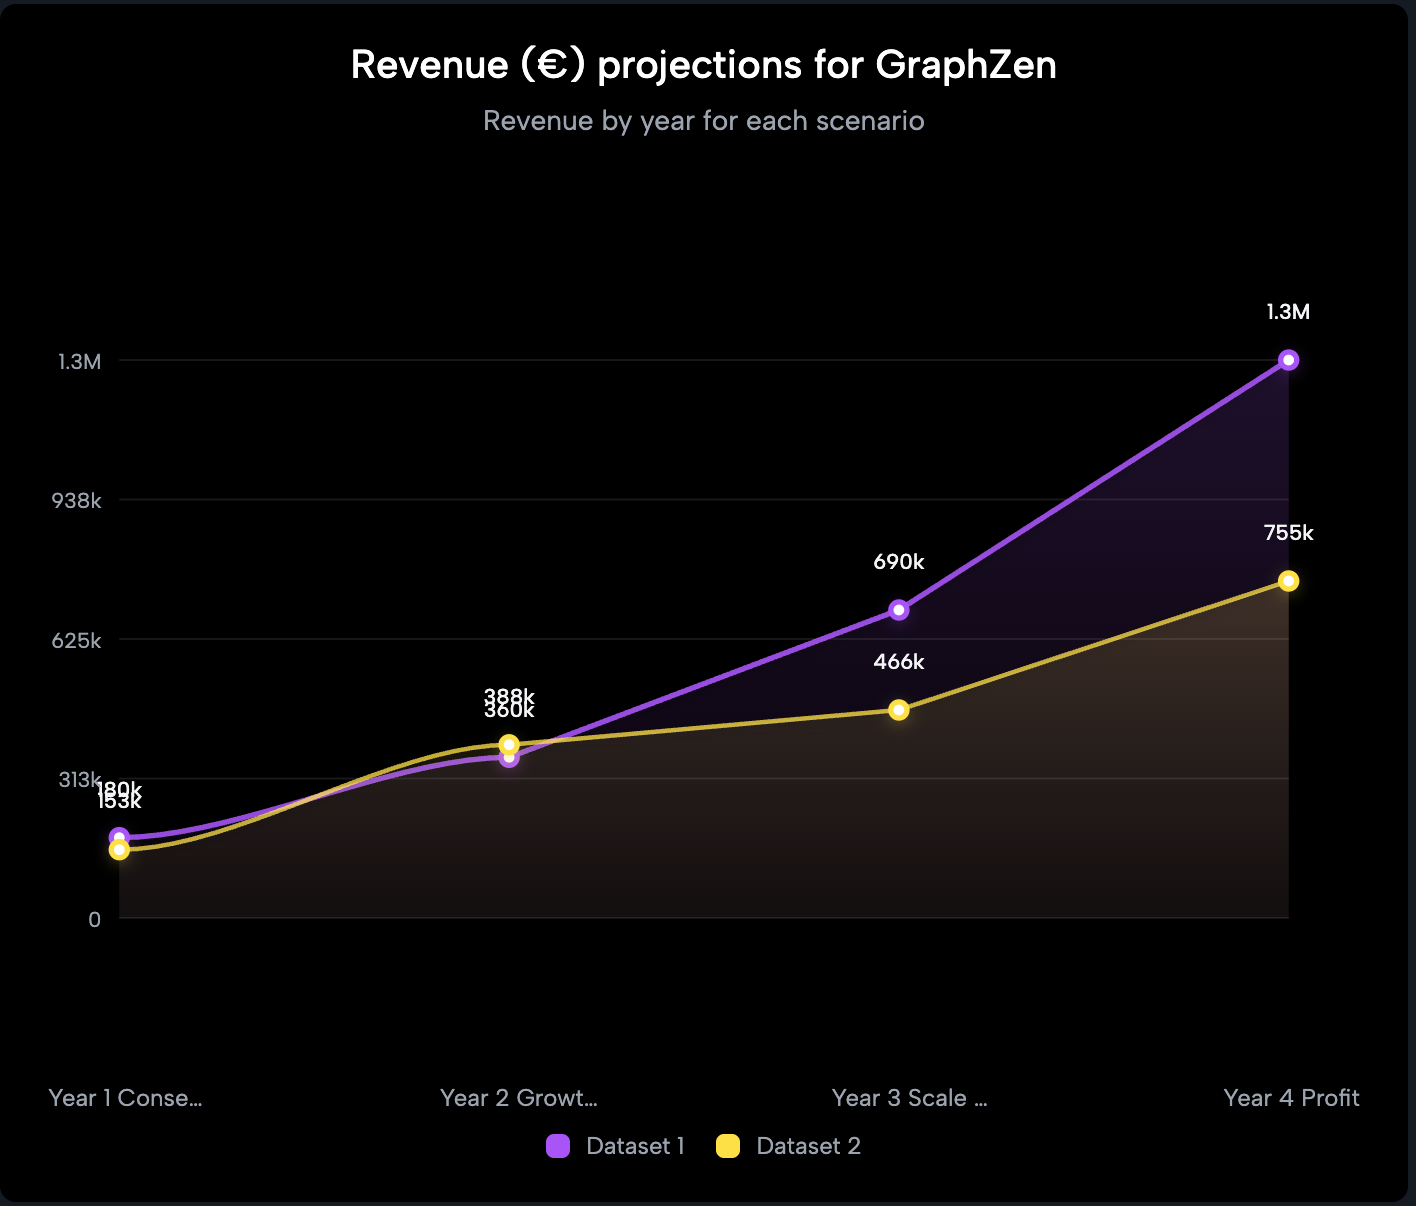 Revenue (€) projections for GraphZen
Revenue by year for each scenario
1.3M
1.3M
938k
755k
690k
625k
466k
388k
360k
313k
180k
153k
0
Year 1 Conse...
Year 2 Growt...
Year 3 Scale ...
Year 4 Profit
Dataset 1
Dataset 2